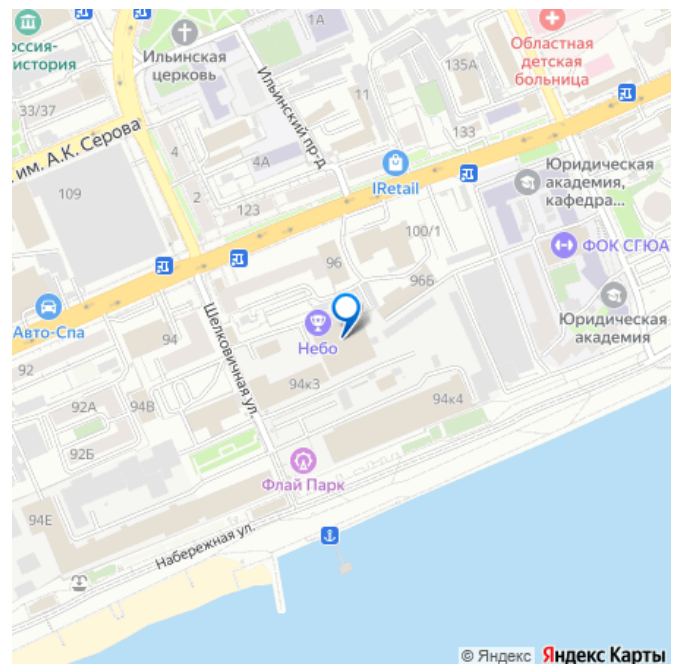 1А
оссия-
история
Ильинская
церковь
Ильинский пр-д
Областная
детская
больница
135А
33/37
11
133
им. А.К. Серова
4
4А
IRetail
109
2
123
Юридическая
академия,
кафедра...
100/1
ФОК СГЮА
96
96Б
Авто-Спа
94
Шелковичная ул.
Небо
Юридическая
академия
92
94к3
92А
94В
94к4
92Б
Флай Парк
94Е
Набережная ул.
© Яндекс Яндекс Карты